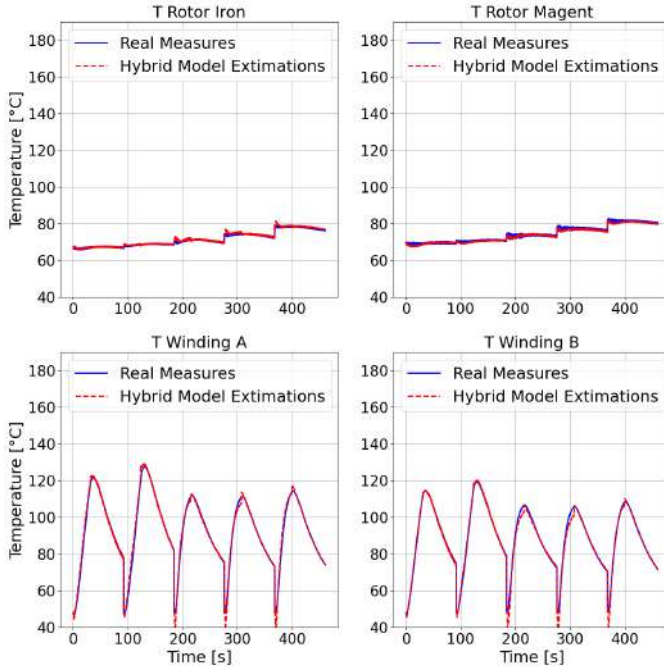 T Rotor Iron
T Rotor Magent
Real Measures
Hybrid Model Extimations
Real Measures
Hybrid Model Extimations
Temperature [°C]
180
160
140
120
100
80
60
40
0 100 200 300 400
180
160
140
120
100
80
60
40
0 100 200 300 400
T Winding A
T Winding B
Real Measures
Hybrid Model Extimations
Real Measures
Hybrid Model Extimations
Temperature [°C]
180
160
140
120
100
80
60
40
0 100 200 300 400
Time [s]
180
160
140
120
100
80
60
40
0 100 200 300 400
Time [s]